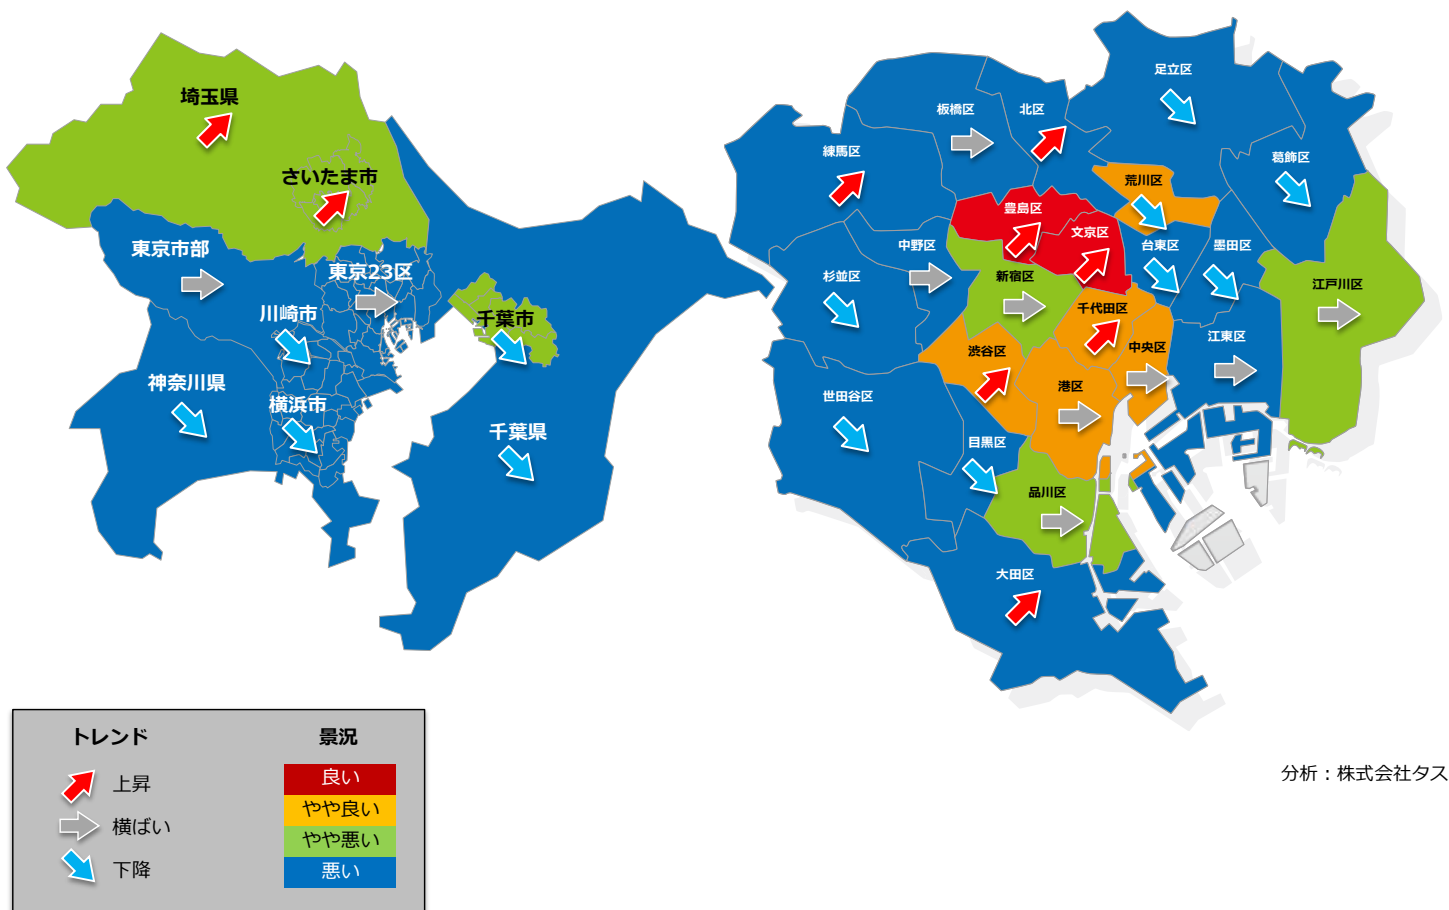 埼玉県
さいたま市
東京市部
東京23区
川崎市
千葉市
神奈川県
横浜市
千葉県
足立区
板橋区
北区
練馬区
葛飾区
荒川区
豊島区
文京区
中野区
台東区
墨田区
杉並区
新宿区
江戸川区
千代田区
渋谷区
中央区
江東区
港区
世田谷区
目黒区
品川区
大田区
トレンド
上昇
横ばい
下降
景況
良い
やや良い
やや悪い
悪い
分析：株式会社タス